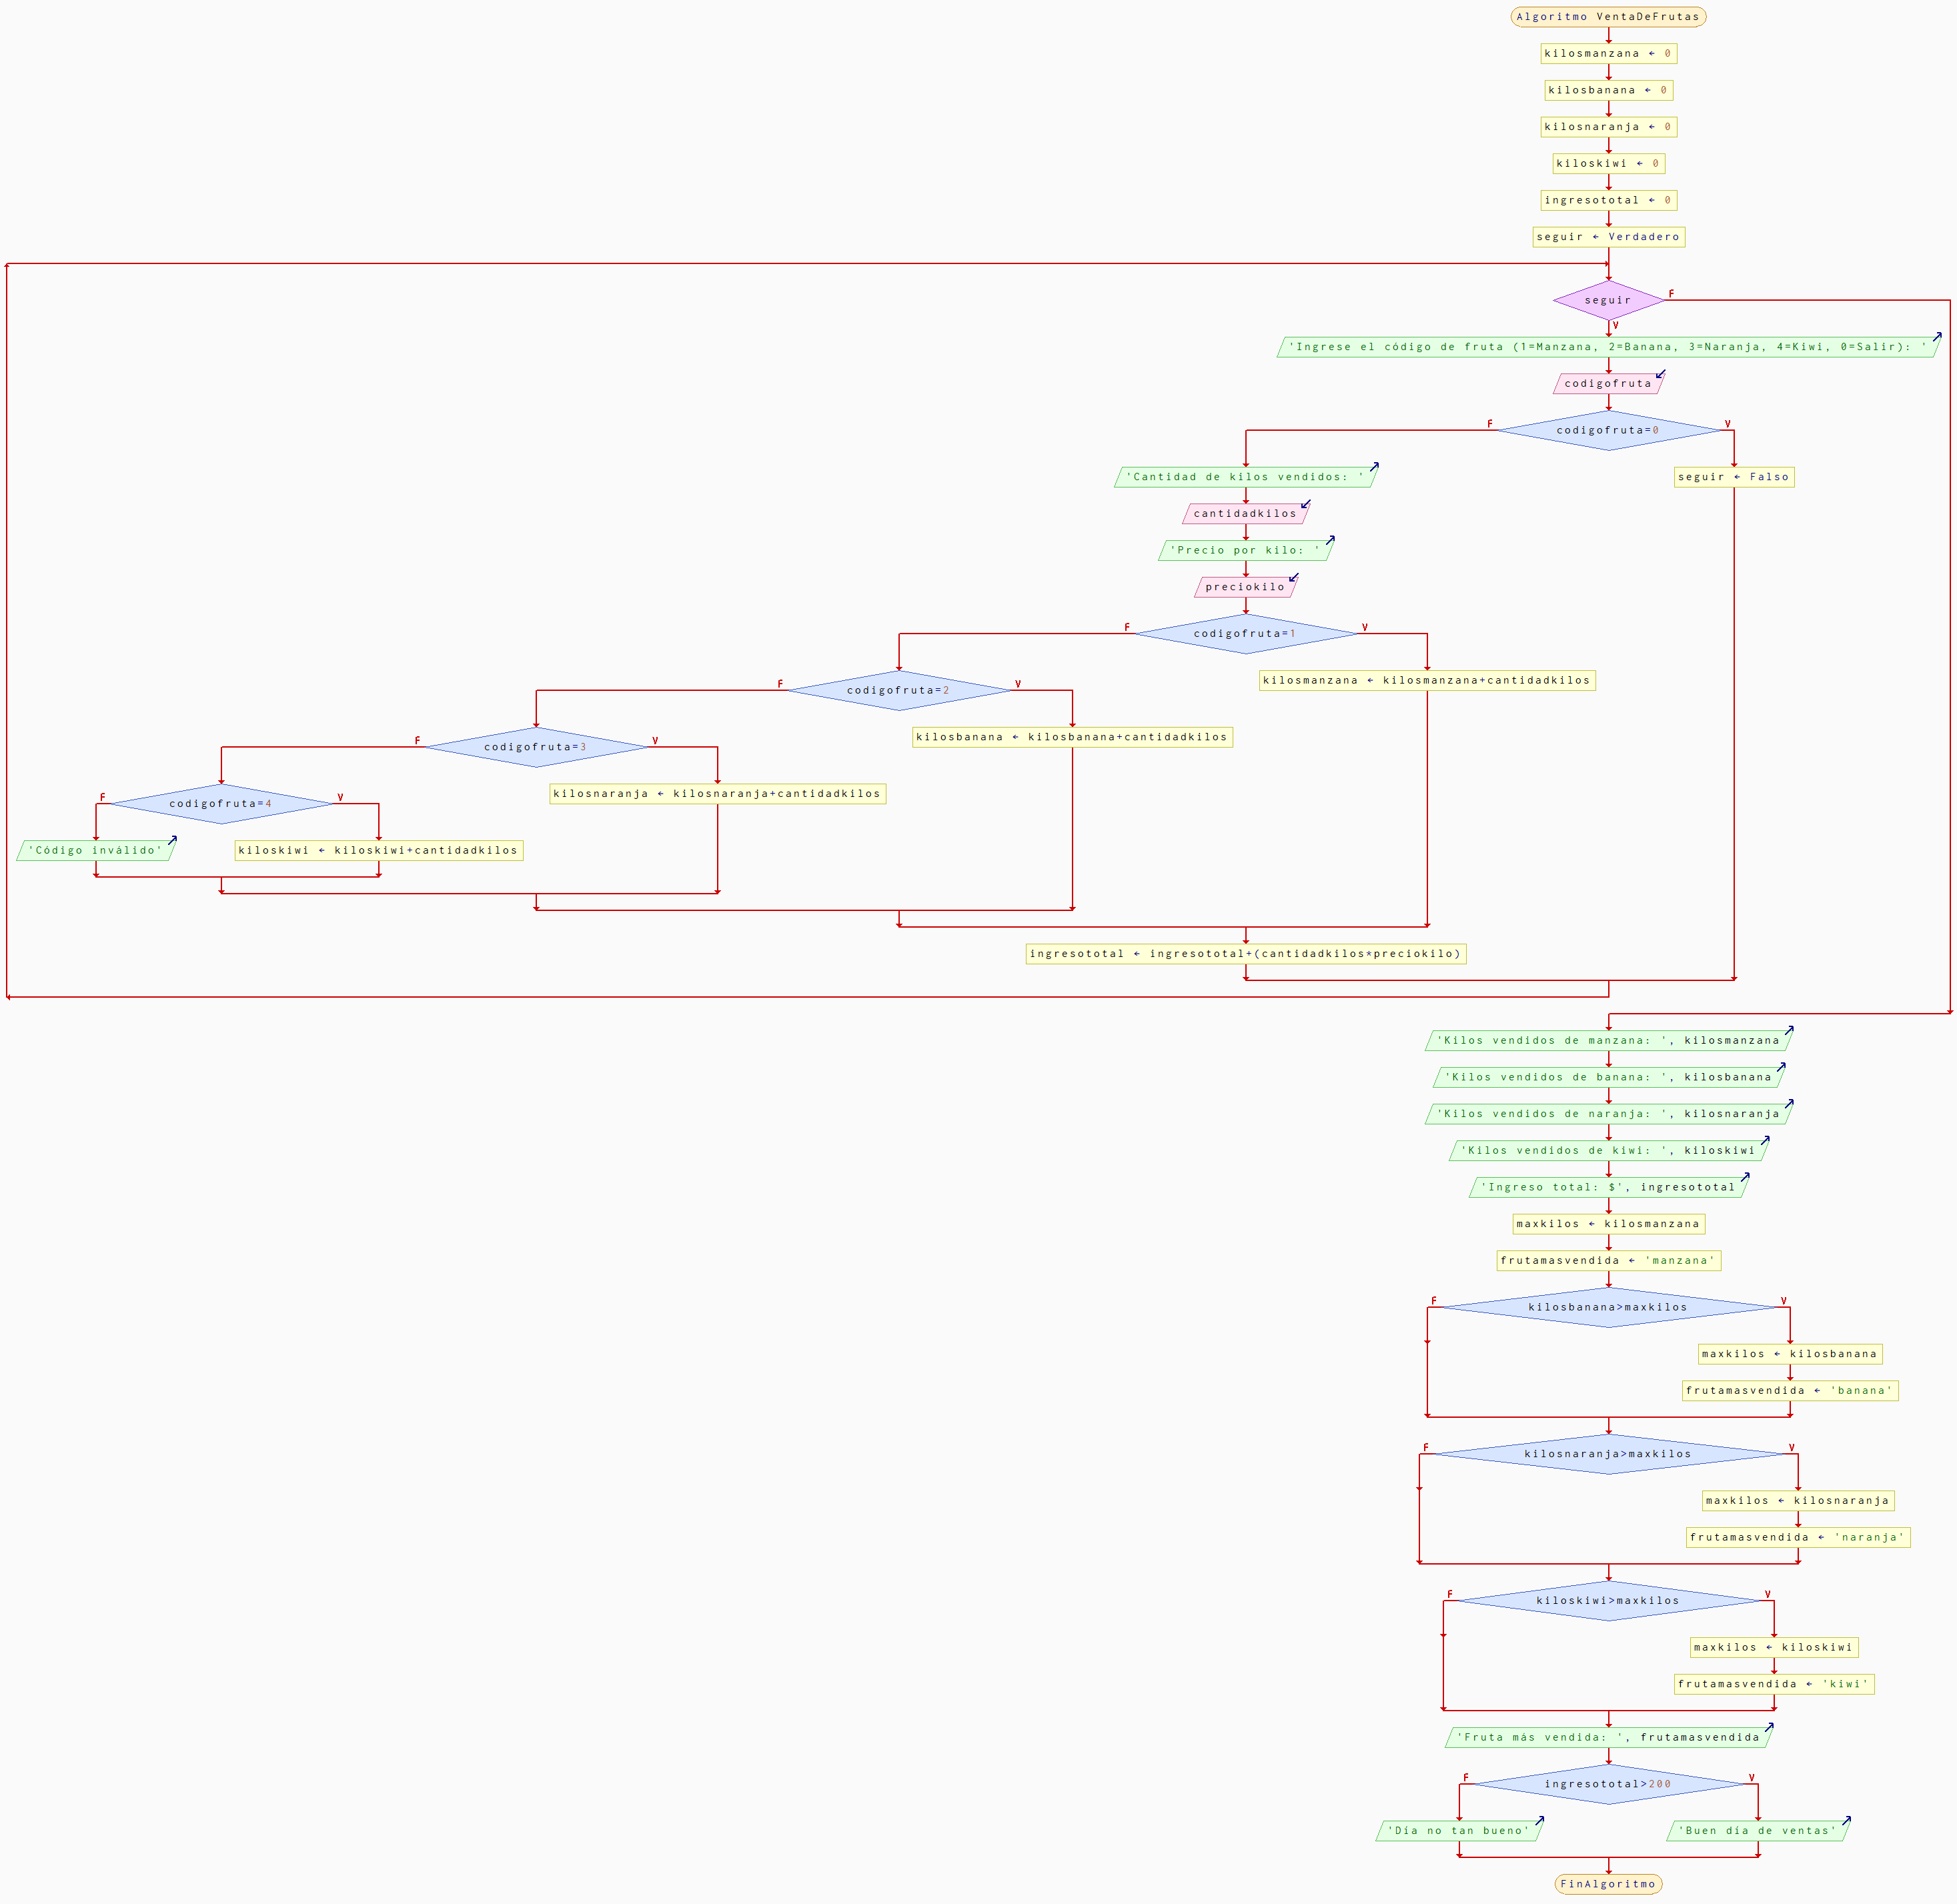 Algoritmo VentaDeFrutas
kilosmanzana ← 0
kilosbanana ← 0
kilosnaranja ← 0
kiloskiwi ← 0
ingresototal ← 0
seguir ← Verdadero
seguir
F
V
'Ingrese el código de fruta (1=Manzana, 2=Banana, 3=Naranja, 4=Kiwi, 0=Salir): '
codigofruta
F
codigofruta=0
V
'Cantidad de kilos vendidos: '
seguir ← Falso
cantidadkilos
'Precio por kilo: '
preciokilo
F
codigofruta=1
V
kilosmanzana ← kilosmanzana+cantidadkilos
F
codigofruta=2
V
kilosbanana ← kilosbanana+cantidadkilos
F
codigofruta=3
V
kilosnaranja ← kilosnaranja+cantidadkilos
F
codigofruta=4
V
'Código inválido'
kiloskiwi ← kiloskiwi+cantidadkilos
ingresototal ← ingresototal+(cantidadkilos*preciokilo)
'Kilos vendidos de manzana: ', kilosmanzana
'Kilos vendidos de banana: ', kilosbanana
'Kilos vendidos de naranja: ', kilosnaranja
'Kilos vendidos de kiwi: ', kiloskiwi
'Ingreso total: $', ingresototal
maxkilos ← kilosmanzana
frutamasvendida ← 'manzana'
F
kilosbanana>maxkilos
V
maxkilos ← kilosbanana
frutamasvendida ← 'banana'
F
kilosnaranja>maxkilos
V
maxkilos ← kilosnaranja
frutamasvendida ← 'naranja'
F
kiloskiwi>maxkilos
V
maxkilos ← kiloskiwi
frutamasvendida ← 'kiwi'
'Fruta más vendida: ', frutamasvendida
F
ingresototal>200
V
'Día no tan bueno'
'Buen día de ventas'
FinAlgoritmo